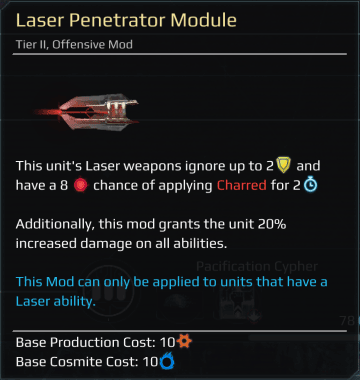 Laser Penetrator Module
Tier II, Offensive Mod
This unit's Laser weapons ignore up to 2 and
have a 8 chance of applying Charred for 2
Additionally, this mod grants the unit 20%
increased damage on all abilities.
Pacification Cypher
This Mod can only be applied to units that have a
Laser ability.
78
Base Production Cost: 10
Base Cosmite Cost: 10